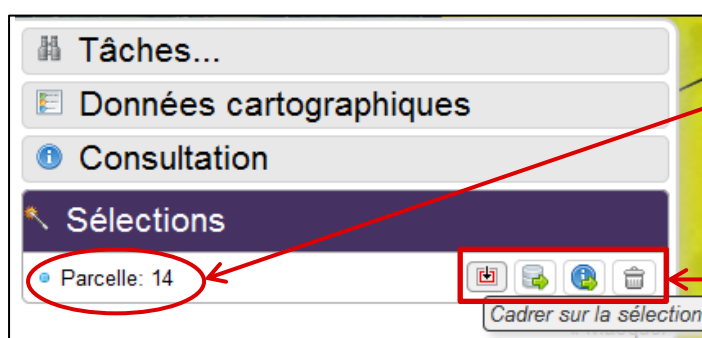 Tâches...
Données cartographiques
Consultation
Sélections
Parcelle: 14
Cadrer sur la sélection